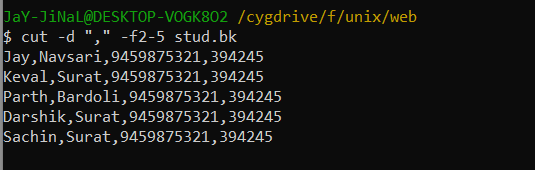 JaY-JiNaL@DESKTOP-VOGK8O2 /cygdrive/f/unix/web
$ cut -d "," -f2-5 stud.bk
Jay,Navsari,9459875321,394245
Keval,Surat,9459875321,394245
Parth,Bardoli,9459875321,394245
Darshik,Surat,9459875321,394245
Sachin,Surat,9459875321,394245